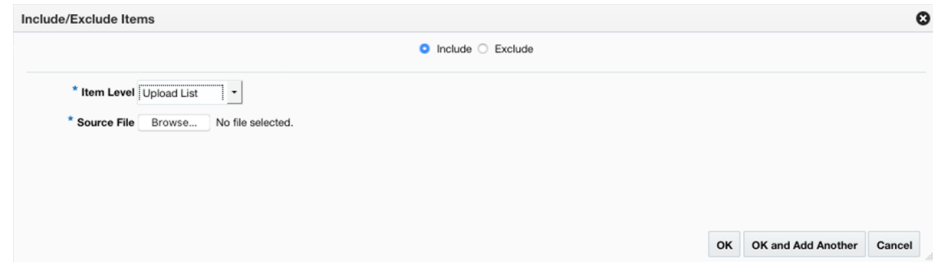 Include/Exclude Items
Include Exclude
* Item Level Upload List
* Source File Browse... No file selected.
OK OK and Add Another Cancel